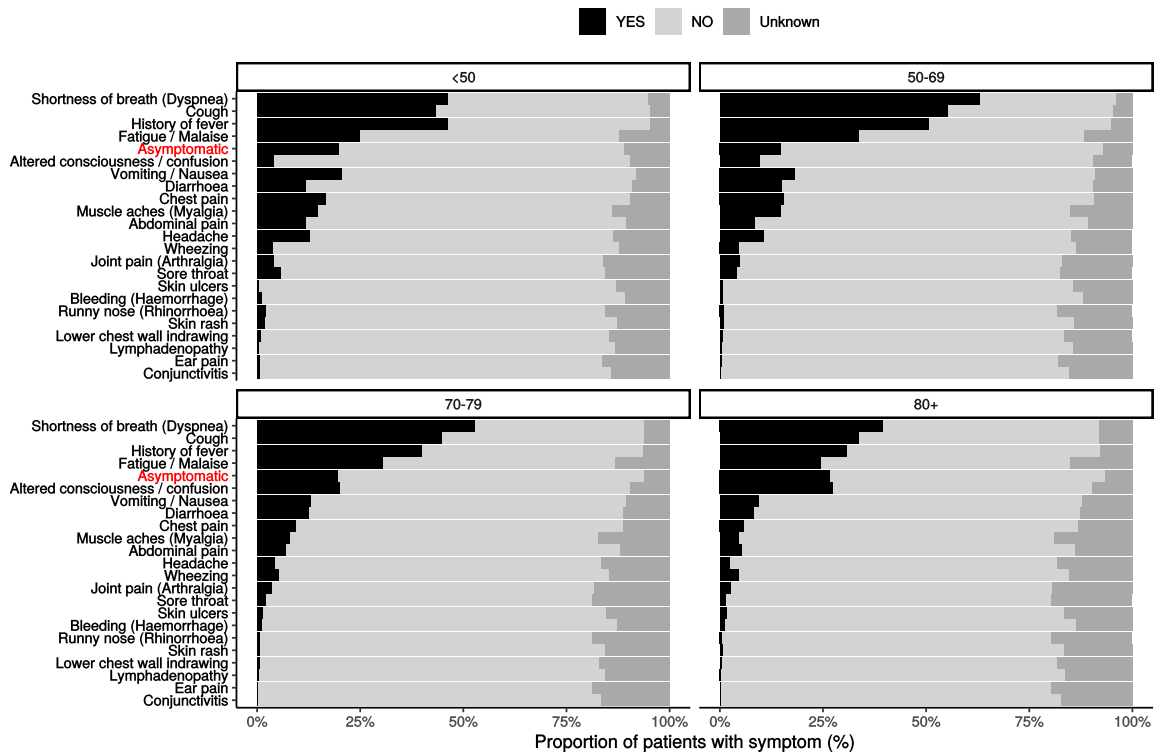 YES NO Unknown
<50 50-69
Shortness of breath (Dyspnea)
Cough
History of fever
Fatigue / Malaise
Asymptomatic
Altered consciousness / confusion
Vomiting / Nausea
Diarrhoea
Chest pain
Muscle aches (Myalgia)
Abdominal pain
Headache
Wheezing
Joint pain (Arthralgia)
Sore throat
Skin ulcers
Bleeding (Haemorrhage)
Runny nose (Rhinorrhoea)
Skin rash
Lower chest wall indrawing
Lymphadenopathy
Ear pain
Conjunctivitis
70-79 80+
Shortness of breath (Dyspnea)
Cough
History of fever
Fatigue / Malaise
Asymptomatic
Altered consciousness / confusion
Vomiting / Nausea
Diarrhoea
Chest pain
Muscle aches (Myalgia)
Abdominal pain
Headache
Wheezing
Joint pain (Arthralgia)
Sore throat
Skin ulcers
Bleeding (Haemorrhage)
Runny nose (Rhinorrhoea)
Skin rash
Lower chest wall indrawing
Lymphadenopathy
Ear pain
Conjunctivitis
0% 25% 50% 75% 100% 0% 25% 50% 75% 100%
Proportion of patients with symptom (%)